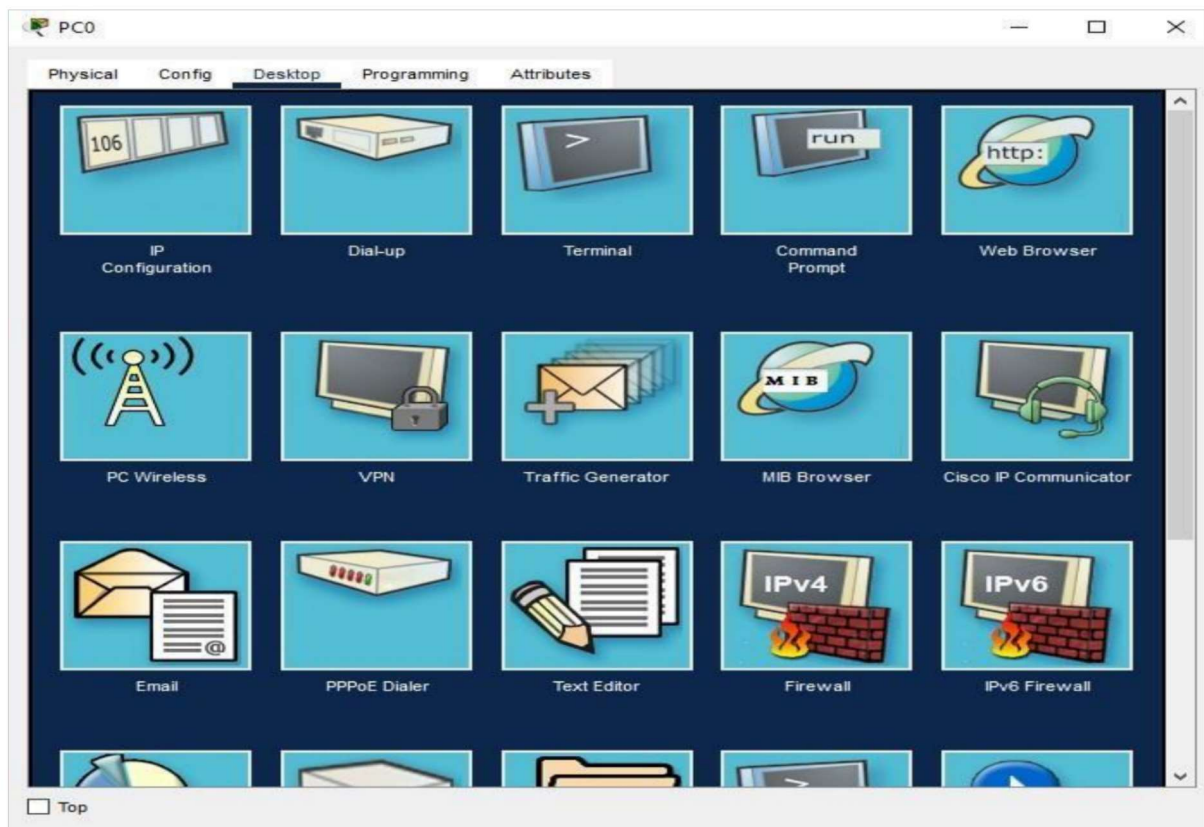 PC0
Physical Config Desktop Programming Attributes
106
>
run
http:
IP
Configuration
Dial-up
Terminal
Command
Prompt
Web Browser
MIB
PC Wireless
VPN
Traffic Generator
MIB Browser
Cisco IP Communicator
@
IPv4
IPv6
Email
PPPoE Dialer
Text Editor
Firewall
IPv6 Firewall
>
Top